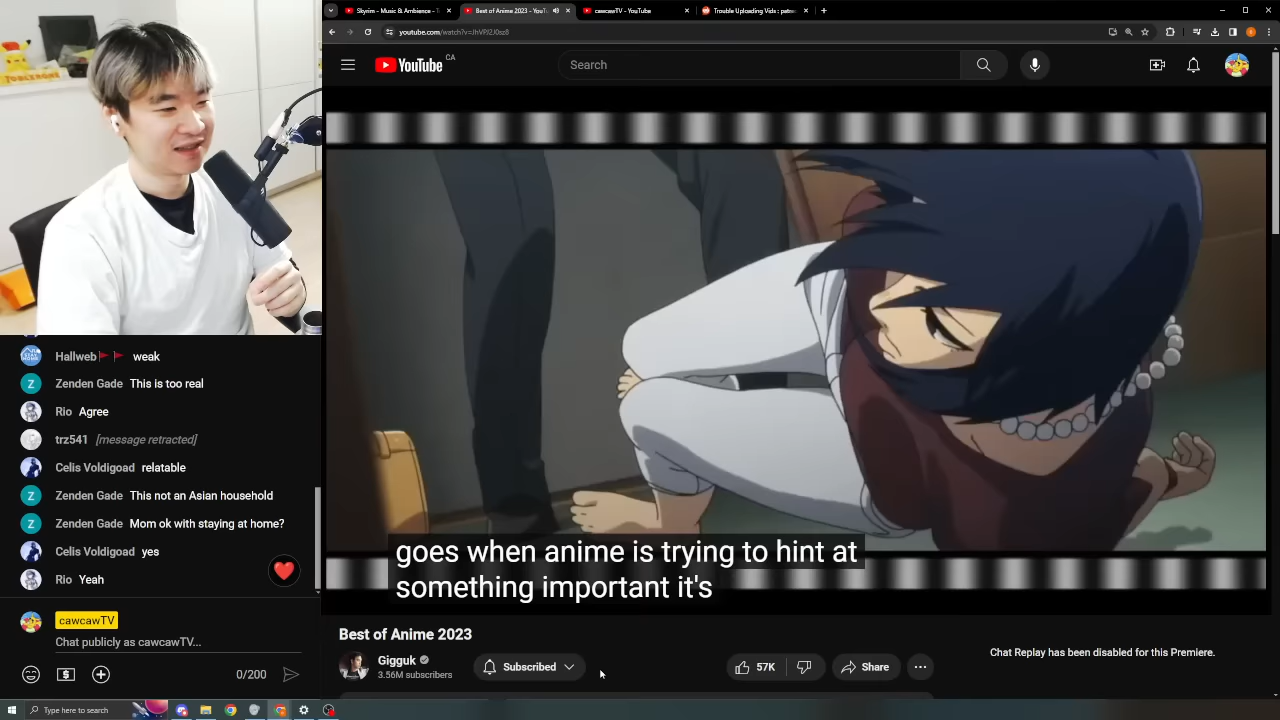 Skyrim - Music & Ambience - T
Best of Anime 2023 - YouT
cawcawTV - YouTube
Trouble Uploading Vids : patre
youtube.com/watch?v=
YouTube CA
Search
goes when anime is trying to hint at
something important it's
Best of Anime 2023
Gigguk
3.56M subscribers
Subscribed
57K
Share
Chat Replay has been disabled for this Premiere.
Hallweb weak
Zenden Gade This is too real
Rio Agree
trz541 [message retracted]
Celis Voldigoad relatable
Zenden Gade This not an Asian household
Zenden Gade Mom ok with staying at home?
Celis Voldigoad yes
Rio Yeah
cawcawTV
Chat publicly as cawcawTV...
0/200
Type here to search